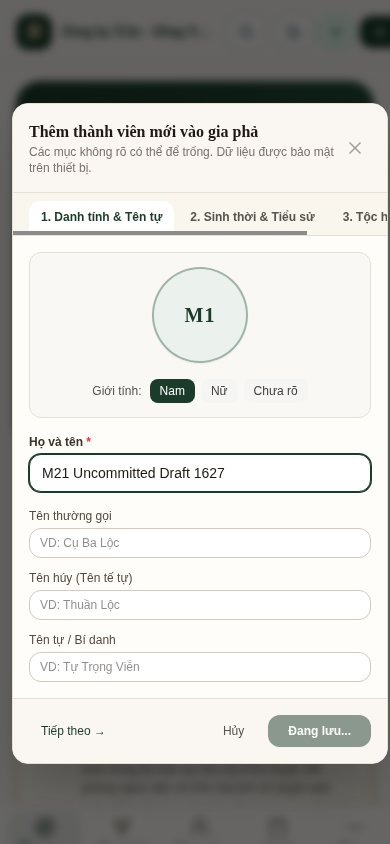 Thêm thành viên mới vào gia phả
Các mục không rõ có thể để trống. Dữ liệu được bảo mật
trên thiết bị.
1. Danh tính & Tên tự
2. Sinh thời & Tiểu sử
3. Tộc h
M1
Giới tính:
Nam
Nữ
Chưa rõ
Họ và tên *
M21 Uncommitted Draft 1627
Tên thường gọi
VD: Cụ Ba Lộc
Tên húy (Tên tế tự)
VD: Thuần Lộc
Tên tự / Bí danh
VD: Tự Trọng Viễn
Tiếp theo →
Hủy
Đang lưu...